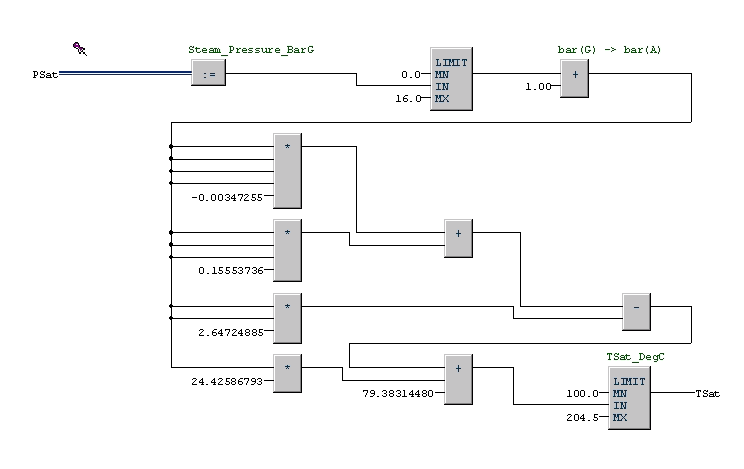 Steam_Pressure_BarG
bar(G) -> bar(A)
PSat
:=
LIMIT
0.0 MN
IN
16.0 MX
+
1.00
*
-0.00347255
*
+
0.15553736
*
-
2.64724885
TSat_DegC
*
+
24.42586793
79.38314480
LIMIT
100.0 MN
IN
204.5 MX
TSat